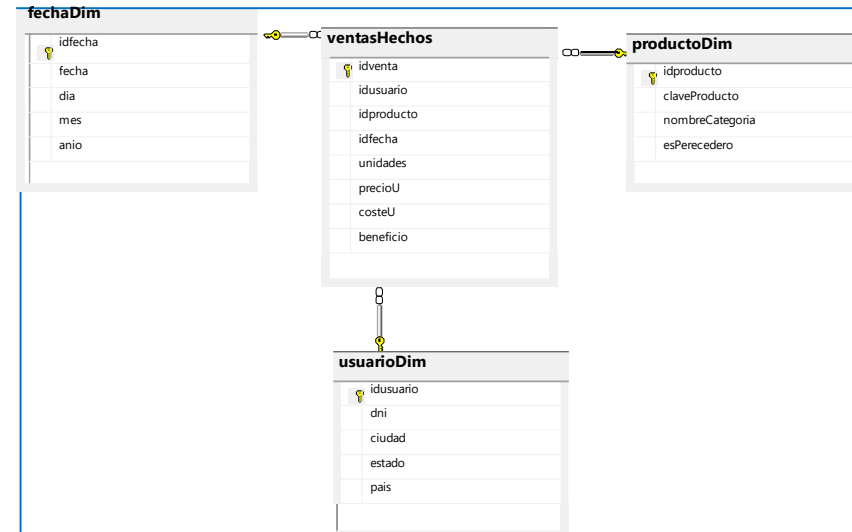 fechaDim
idfecha
fecha
dia
mes
anio
ventasHechos
idventa
idusuario
idproducto
idfecha
unidades
precioU
costeU
beneficio
productoDim
idproducto
claveProducto
nombreCategoria
esPerecedero
usuarioDim
idusuario
dni
ciudad
estado
pais